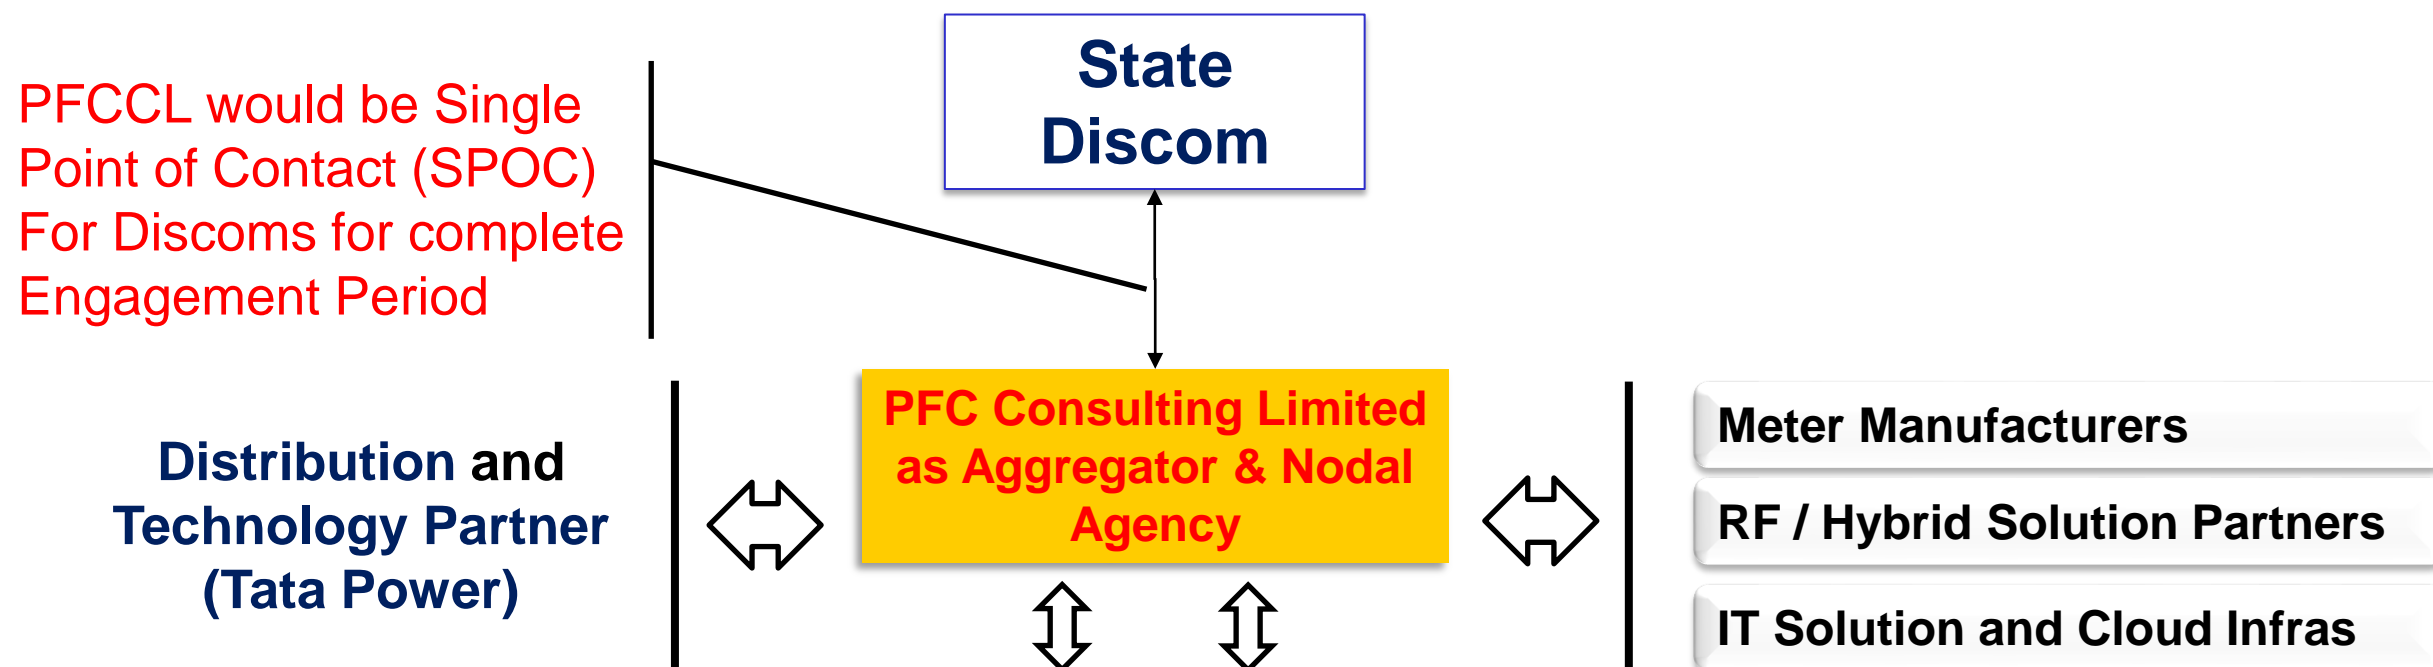 State
Discom
PFCCL would be Single
Point of Contact (SPOC)
For Discoms for complete
Engagement Period
Distribution and
Technology Partner
(Tata Power)
PFC Consulting Limited
as Aggregator & Nodal
Agency
Meter Manufacturers
RF / Hybrid Solution Partners
IT Solution and Cloud Infras